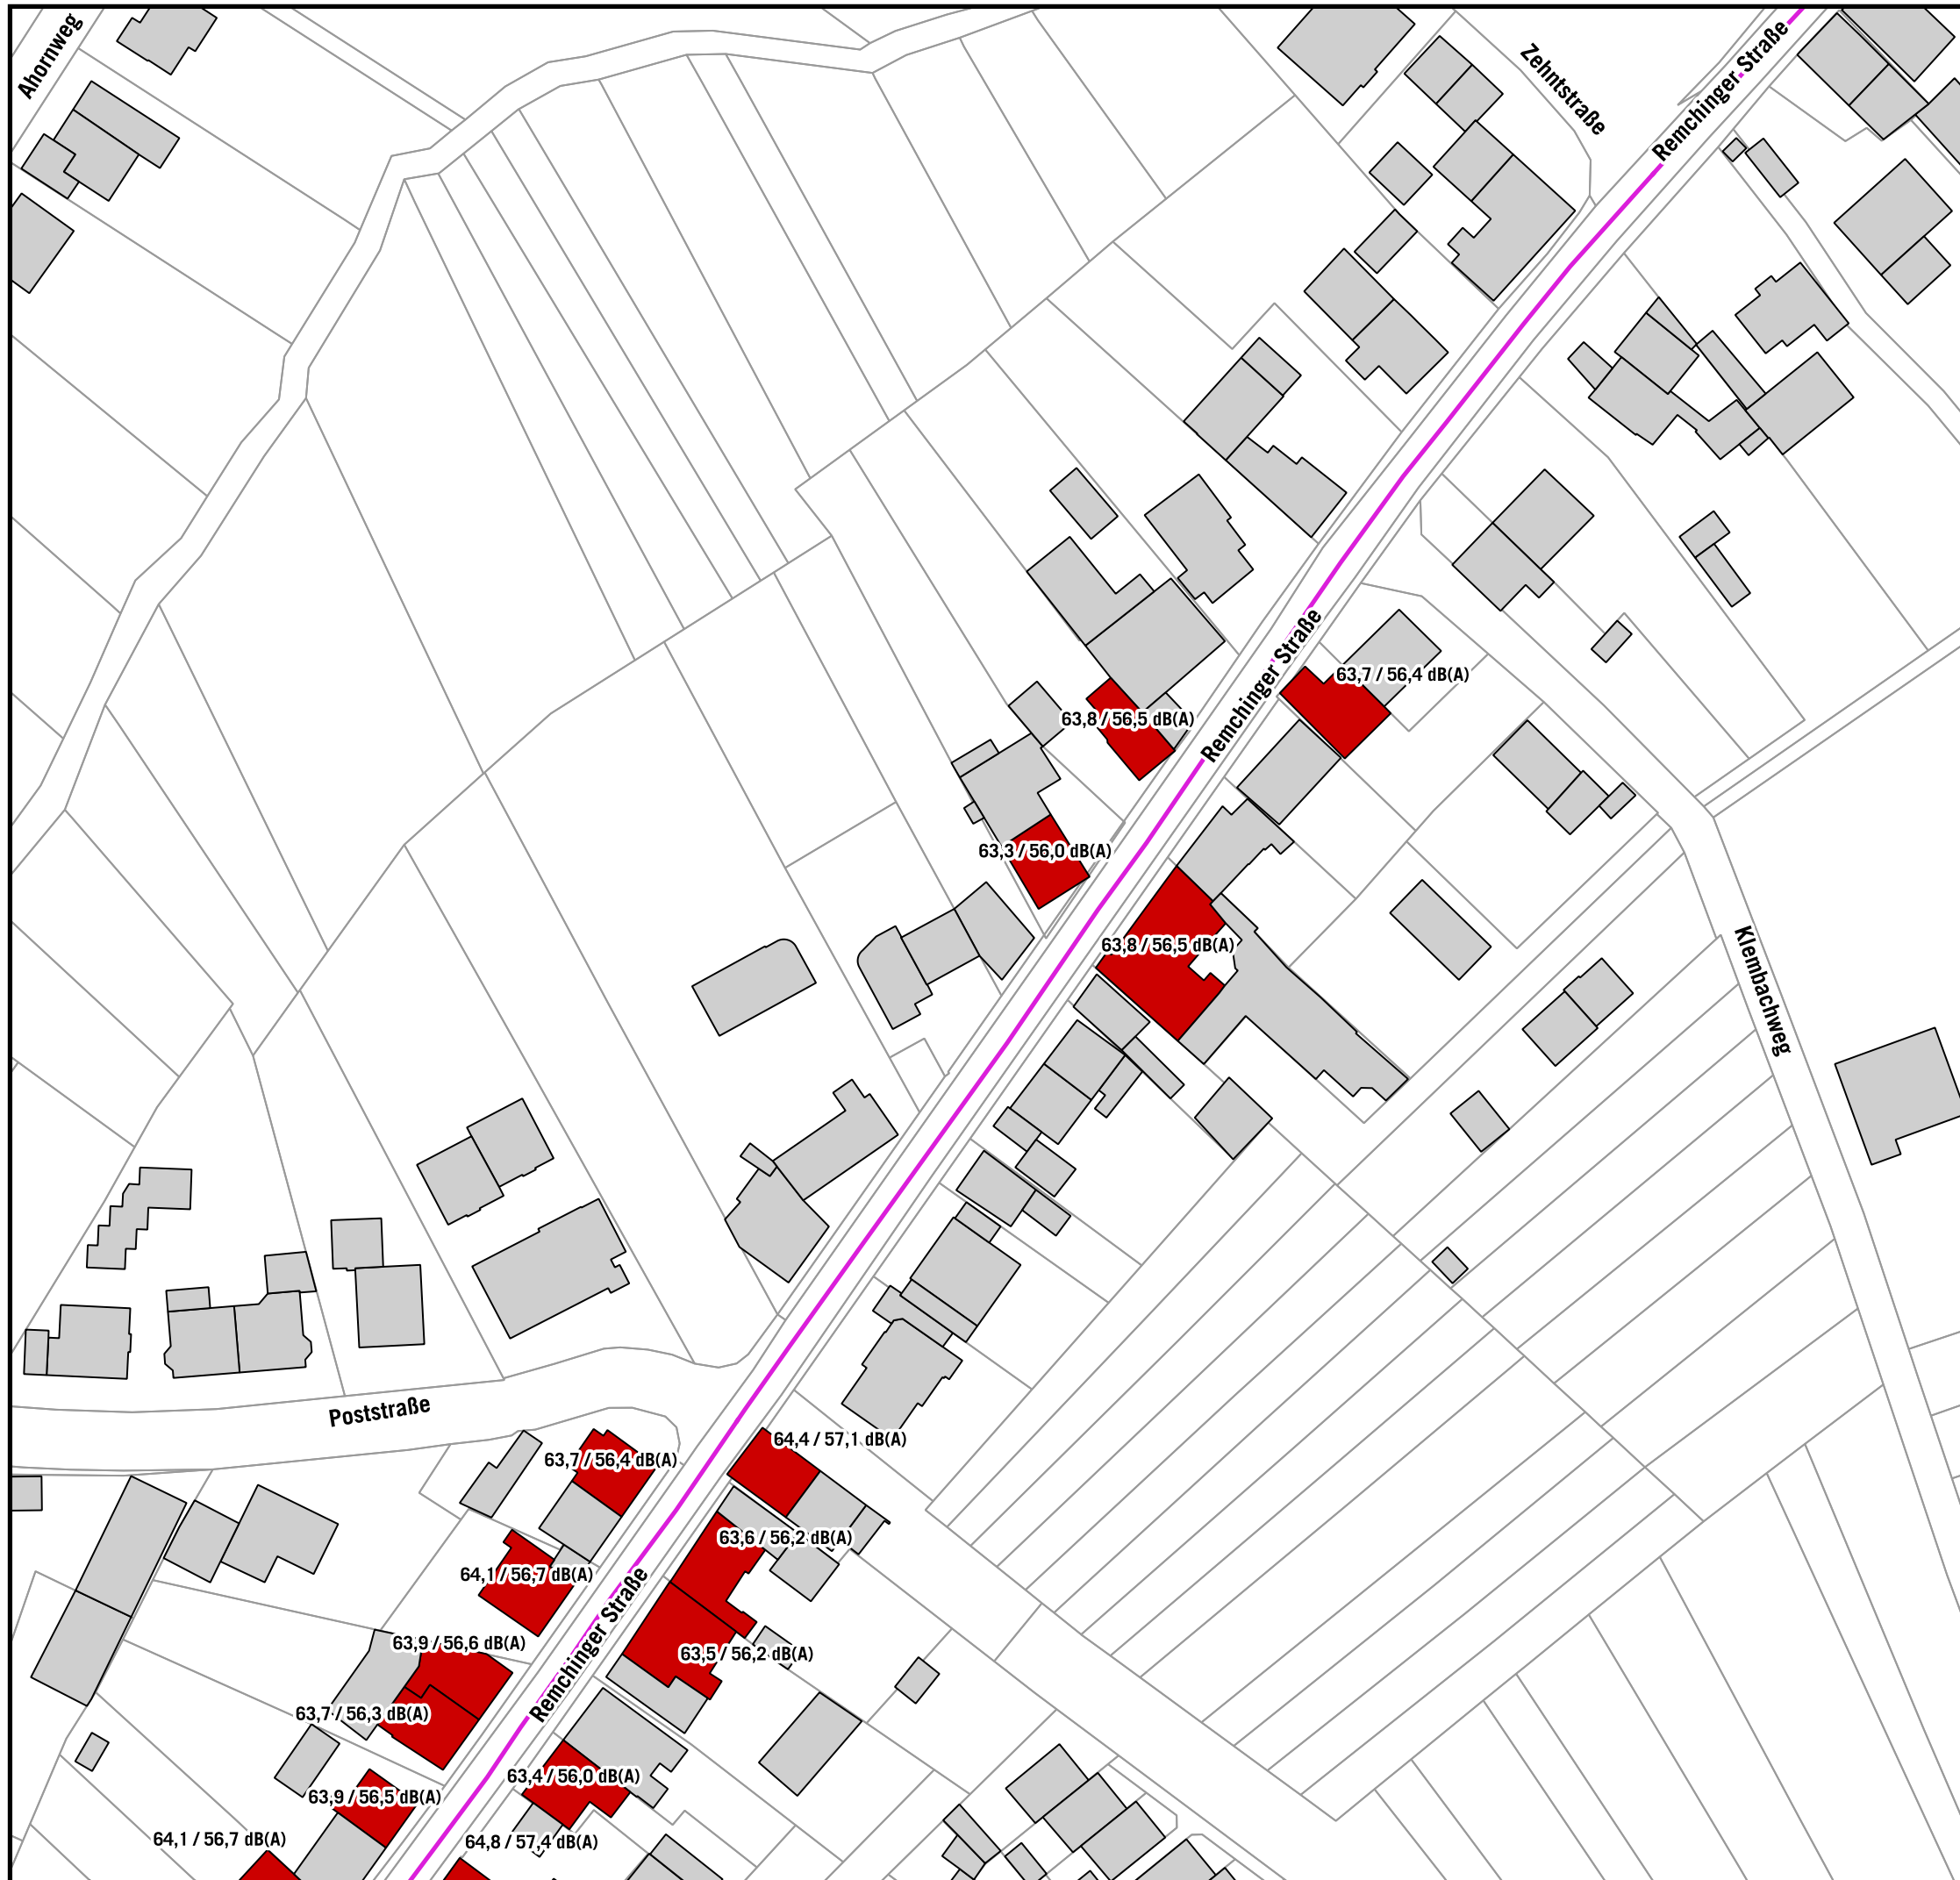 Ahornweg
Zehntstraße
Remchinger Straße
63,7 / 56,4 dB(A)
Remchinger Straße
63,8 / 56,5 dB(A)
63,3 / 56,0 dB(A)
63,8 / 56,5 dB(A)
Klembachweg
Poststraße
64,4 / 57,1 dB(A)
63,7 / 56,4 dB(A)
63,6 / 56,2 dB(A)
64,1 / 56,7 dB(A)
Remchinger Straße
63,9 / 56,6 dB(A)
63,5 / 56,2 dB(A)
63,7 / 56,3 dB(A)
63,4 / 56,0 dB(A)
63,9 / 56,5 dB(A)
64,1 / 56,7 dB(A)
64,8 / 57,4 dB(A)